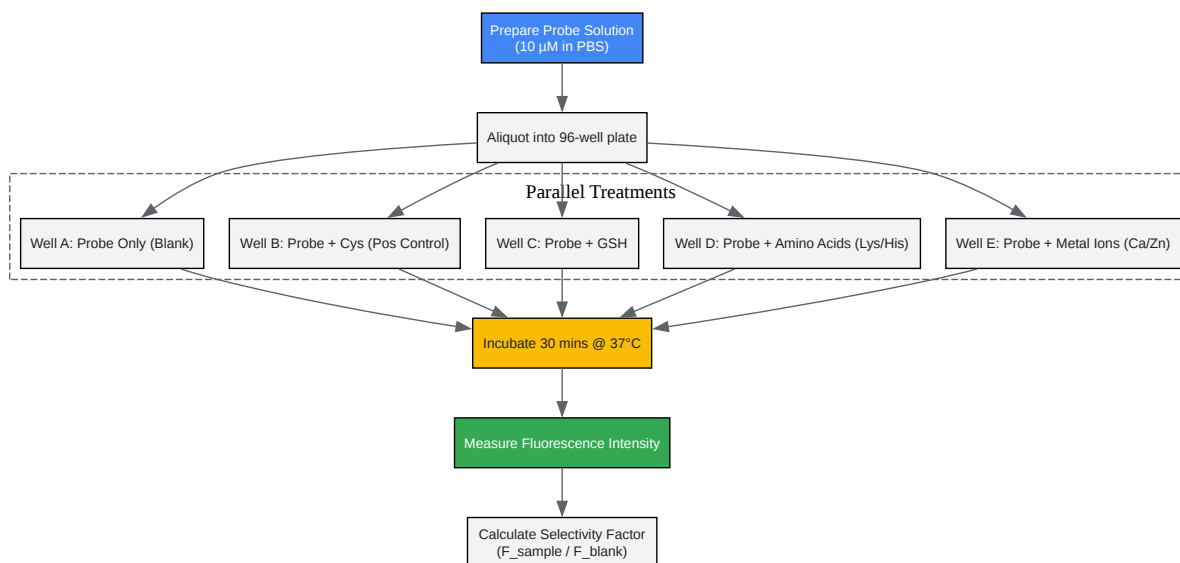 Prepare Probe Solution
(10 µM in PBS)
Aliquot into 96-well plate
Parallel Treatments
Well A: Probe Only (Blank)
Well B: Probe + Cys (Pos Control)
Well C: Probe + GSH
Well D: Probe + Amino Acids (Lys/His)
Well E: Probe + Metal Ions (Ca/Zn)
Incubate 30 mins @ 37°C
Measure Fluorescence Intensity
Calculate Selectivity Factor
(F_sample / F_blank)